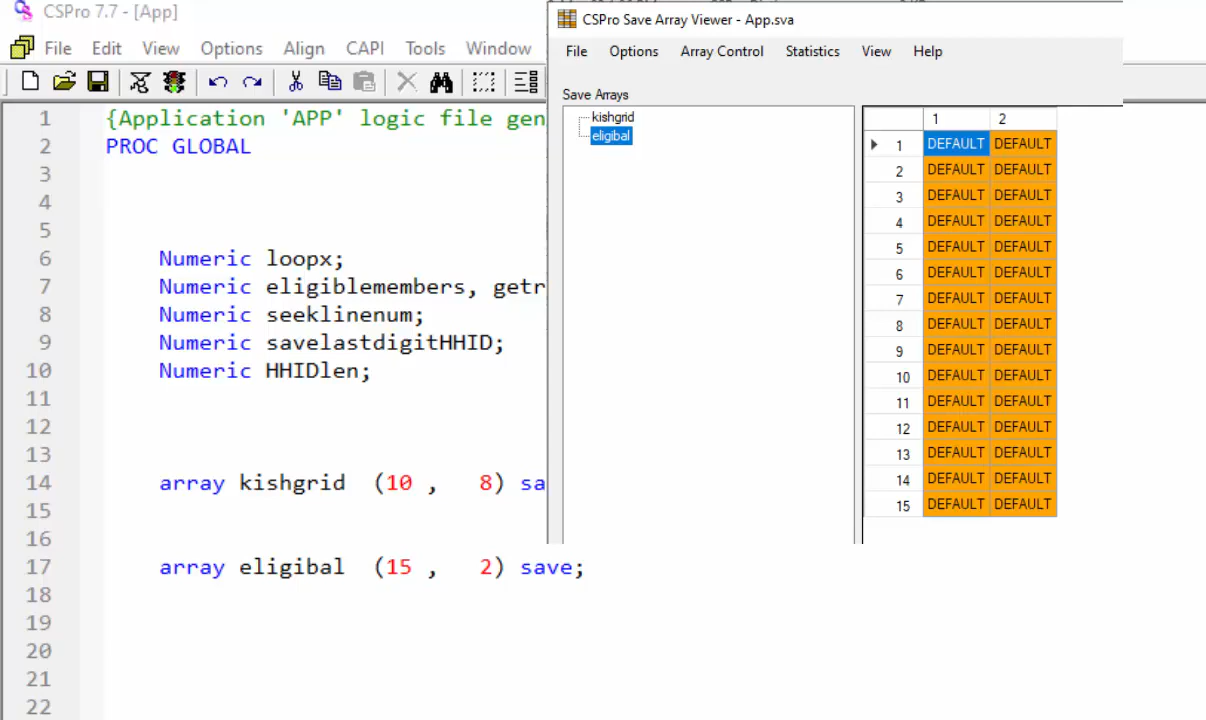 CSPro 7.7 - [App]
File Edit View Options Align CAPI Tools Window
1 {Application 'APP' logic file gen
2 PROC GLOBAL
3
4
5
6 Numeric loopx;
7 Numeric eligiblemembers, getr
8 Numeric seeklinenum;
9 Numeric savelastdigitHHID;
10 Numeric HHIDlen;
11
12
13
14 array kishgrid (10 , 8) sa
15
16
17 array eligibal (15 , 2) save;
18
19
20
21
22
CSPro Save Array Viewer - App.sva
File Options Array Control Statistics View Help
Save Arrays
kishgrid
eligibal
1 2
1 DEFAULT DEFAULT
2 DEFAULT DEFAULT
3 DEFAULT DEFAULT
4 DEFAULT DEFAULT
5 DEFAULT DEFAULT
6 DEFAULT DEFAULT
7 DEFAULT DEFAULT
8 DEFAULT DEFAULT
9 DEFAULT DEFAULT
10 DEFAULT DEFAULT
11 DEFAULT DEFAULT
12 DEFAULT DEFAULT
13 DEFAULT DEFAULT
14 DEFAULT DEFAULT
15 DEFAULT DEFAULT